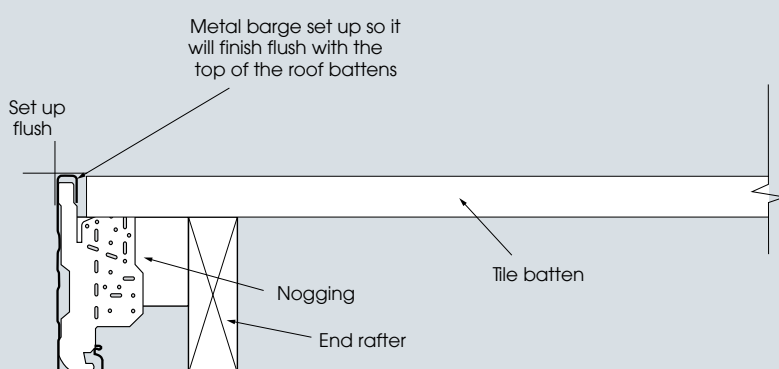 Metal barge set up so it
will finish flush with the
top of the roof battens
Set up
flush
Tile batten
Nogging
End rafter